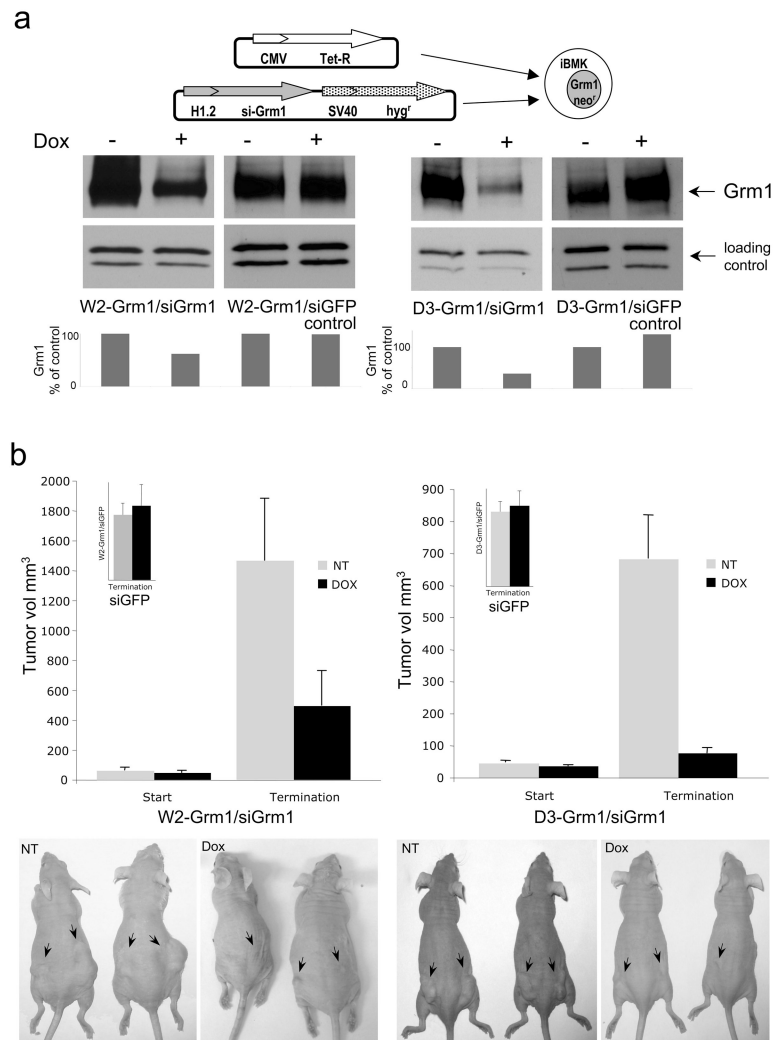 a
CMV Tet-R
iBMK
Grm1
neoʳ
H1.2 si-Grm1 SV40 hygʳ
Dox - + - + - + - +
Grm1
loading
control
W2-Grm1/siGrm1 W2-Grm1/siGFP D3-Grm1/siGrm1 D3-Grm1/siGFP
control control
Grm1
% of control
100
0
Grm1
% of control
100
0
b
Tumor vol mm³
2000
1800
1600
1400
1200
1000
800
600
400
200
0
W2-Grm1/siGFP
Termination
siGFP
NT
DOX
Start Termination
W2-Grm1/siGrm1
Tumor vol mm³
900
800
700
600
500
400
300
200
100
0
D3-Grm1/siGFP
Termination
siGFP
NT
DOX
Start Termination
D3-Grm1/siGrm1
NT Dox NT Dox